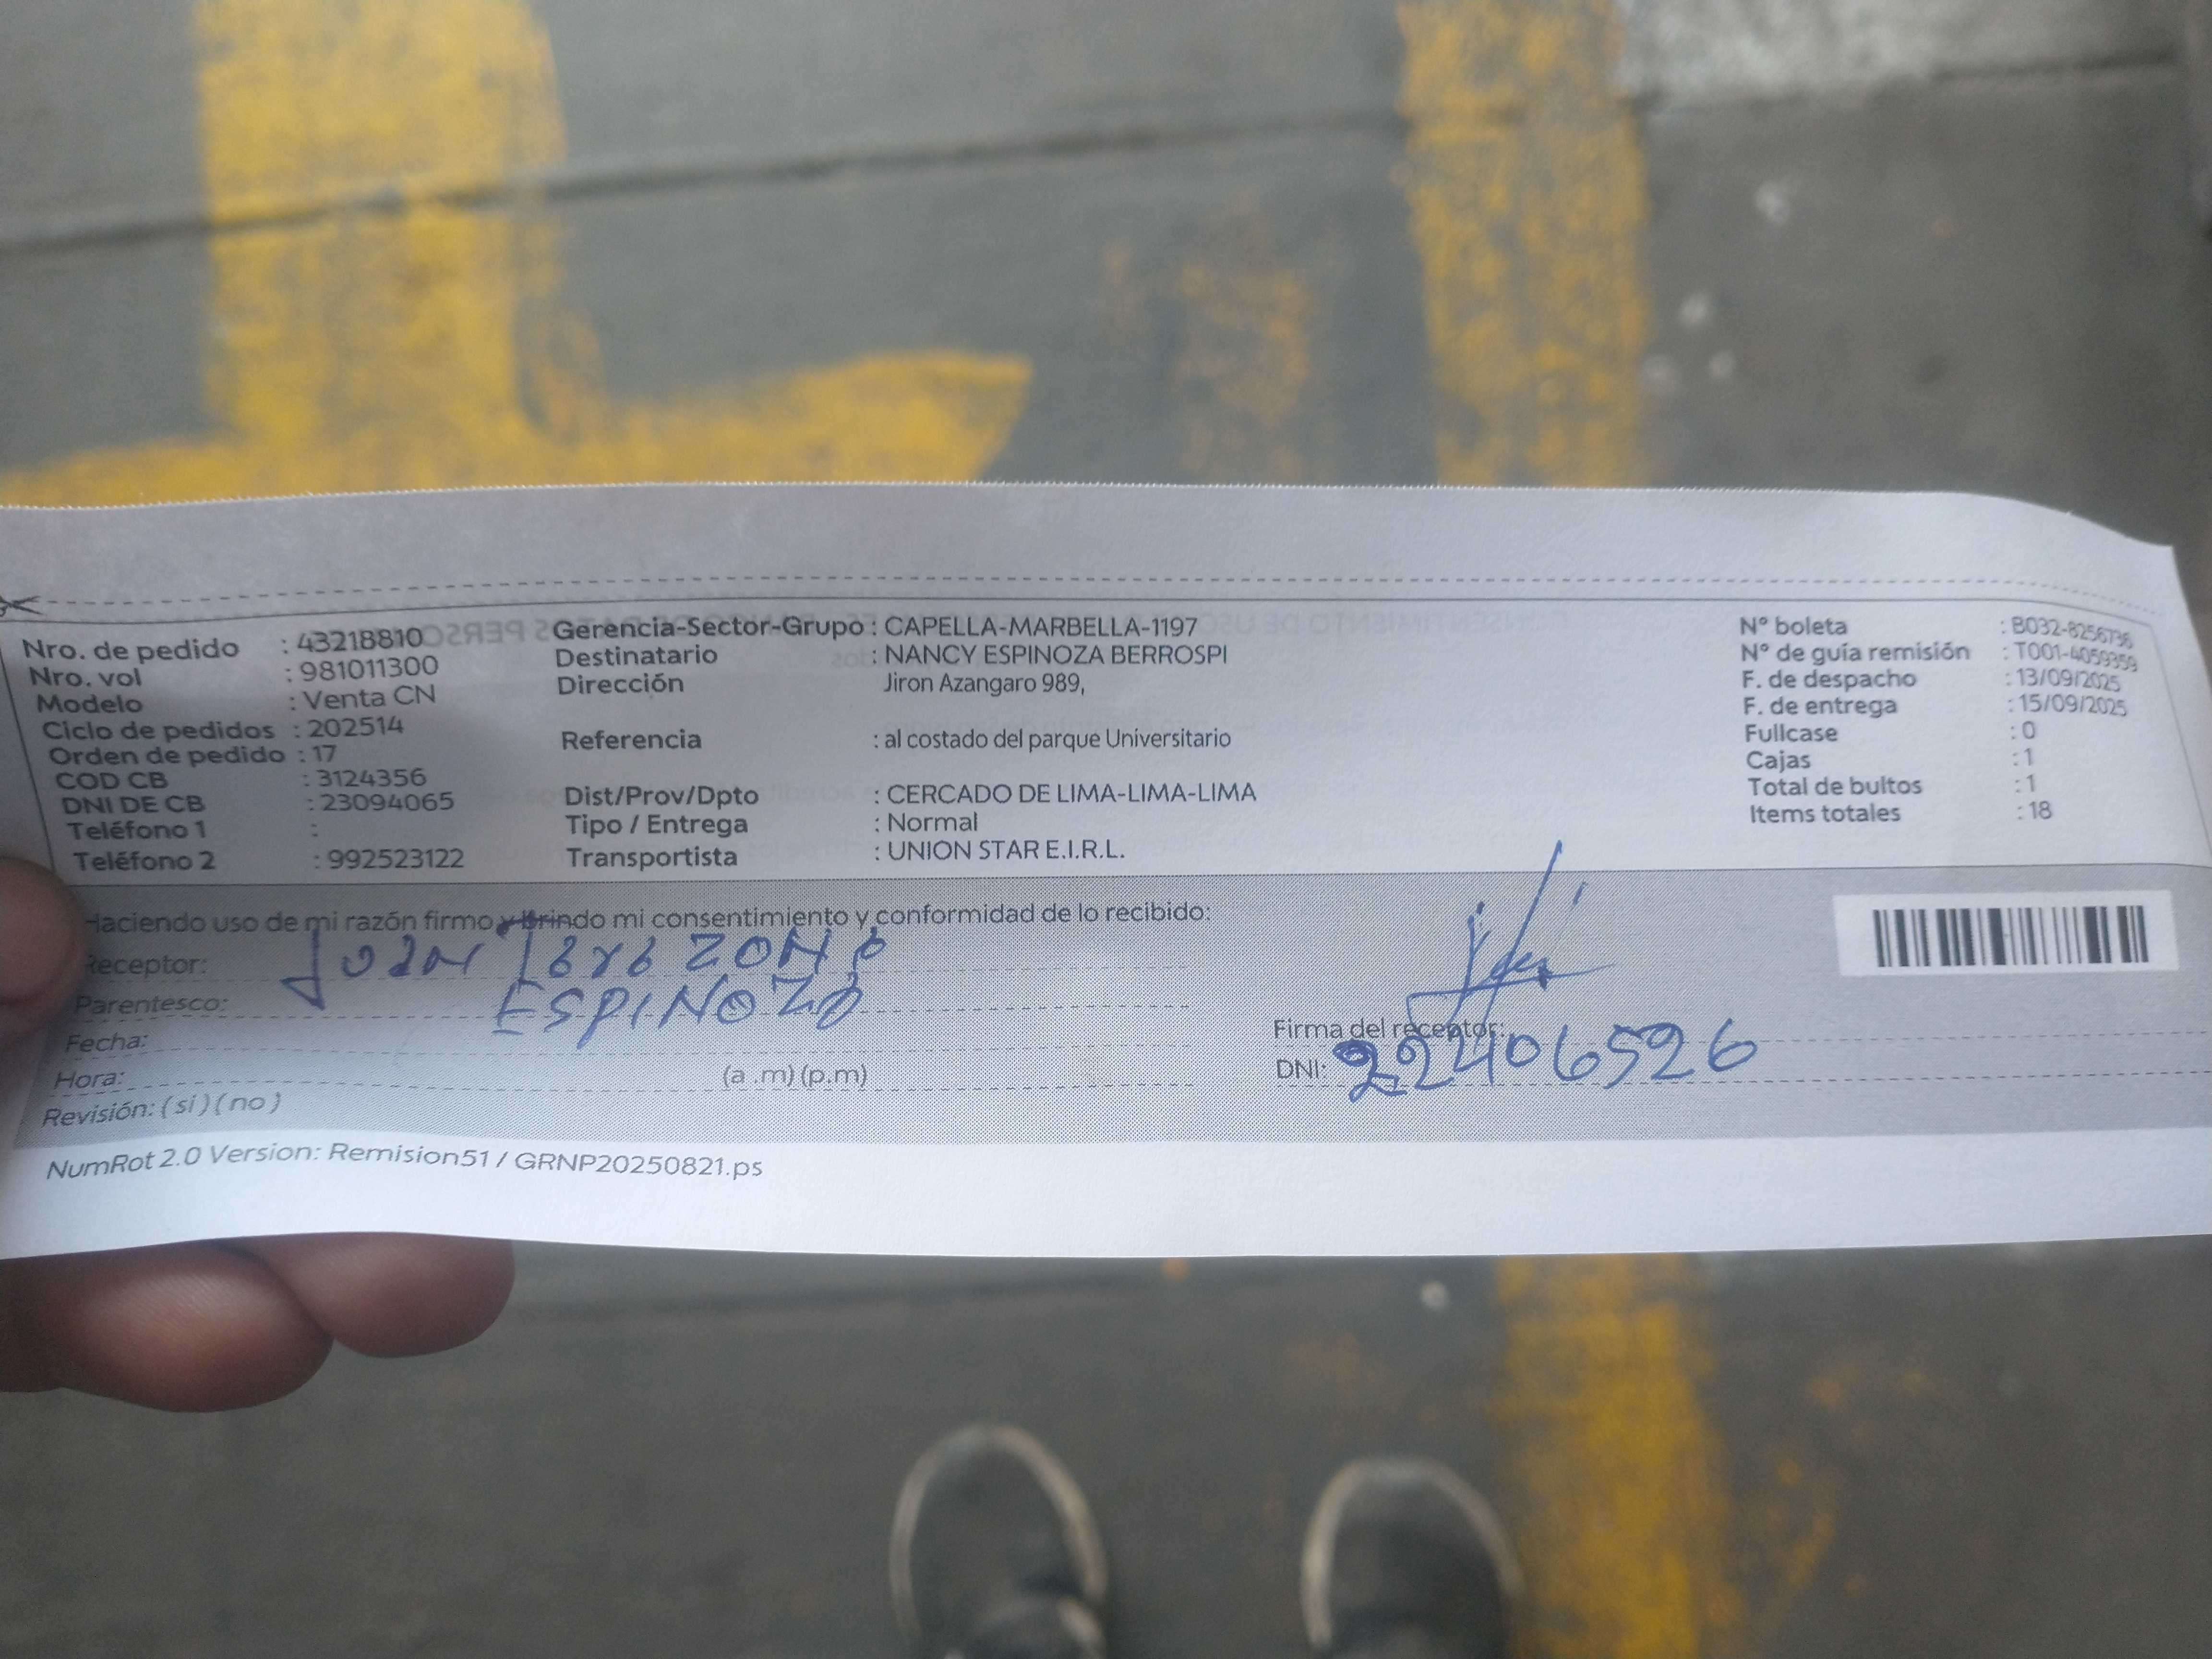 Nro. de pedido : 43218810
Nro. vol : 981011300
Modelo : Venta CN
Ciclo de pedidos : 202514
Orden de pedido : 17
COD CB : 3124356
DNI DE CB : 23094065
Teléfono 1 :
Teléfono 2 : 992523122
Gerencia-Sector-Grupo : CAPELLA-MARBELLA-1197
Destinatario : NANCY ESPINOZA BERROSPI
Dirección Jiron Azangaro 989,
Referencia : al costado del parque Universitario
Dist/Prov/Dpto : CERCADO DE LIMA-LIMA-LIMA
Tipo / Entrega : Normal
Transportista : UNION STAR E.I.R.L.
N° boleta : B032-8256736
N° de guía remisión : T001-4059359
F. de despacho : 13/09/2025
F. de entrega : 15/09/2025
Fullcase : 0
Cajas : 1
Total de bultos : 1
Items totales : 18
Haciendo uso de mi razón firmo y brindo mi consentimiento y conformidad de lo recibido:
Receptor: Juan
Parentesco: ESPINOZA
Fecha:
Hora: (a .m) (p.m)
Revisión: ( si ) ( no )
Firma del receptor:
DNI: 22406526
NumRot 2.0 Version: Remision51 / GRNP20250821.ps